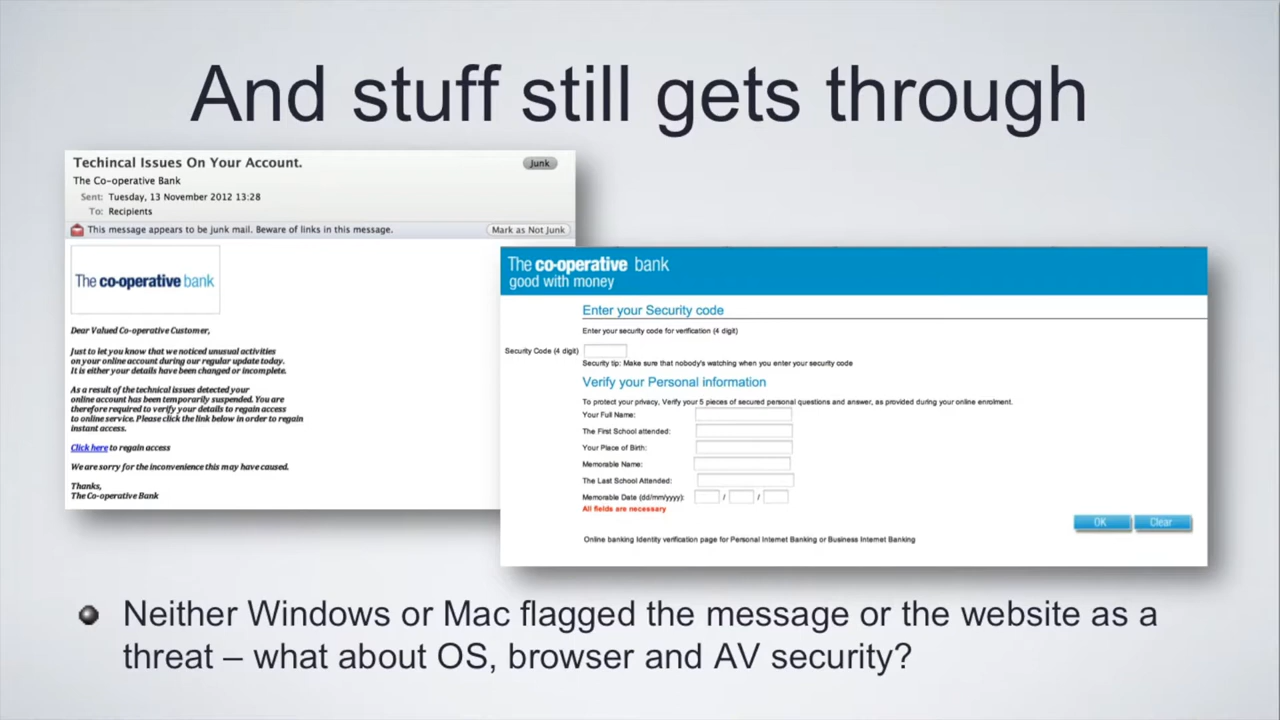 And stuff still gets through
Techincal Issues On Your Account.
Junk
The Co-operative Bank
Sent: Tuesday, 13 November 2012 13:28
To: Recipients
This message appears to be junk mail. Beware of links in this message.
Mark as Not Junk
The co-operative bank
Dear Valued Co-operative Customer,
Just to let you know that we noticed unusual activities
on your online account during our regular update today.
It is either your details have been changed or incomplete.
As a result of the technical issues detected your
online account has been temporarily suspended. You are
therefore required to verify your details to regain access
to online service. Please click the link below in order to regain
instant access.
Click here to regain access
We are sorry for the inconvenience this may have caused.
Thanks,
The Co-operative Bank
The co-operative bank
good with money
Enter your Security code
Enter your security code for verification (4 digit)
Security Code (4 digit)
Security tip: Make sure that nobody's watching when you enter your security code
Verify your Personal information
To protect your privacy, Verify your 5 pieces of secured personal questions and answer, as provided during your online enrolment.
Your Full Name:
The First School attended:
Your Place of Birth:
Memorable Name:
The Last School Attended:
Memorable Date (dd/mm/yyyy): / /
All fields are necessary
OK Clear
Online banking Identity verification page for Personal Internet Banking or Business Internet Banking
Neither Windows or Mac flagged the message or the website as a
threat – what about OS, browser and AV security?